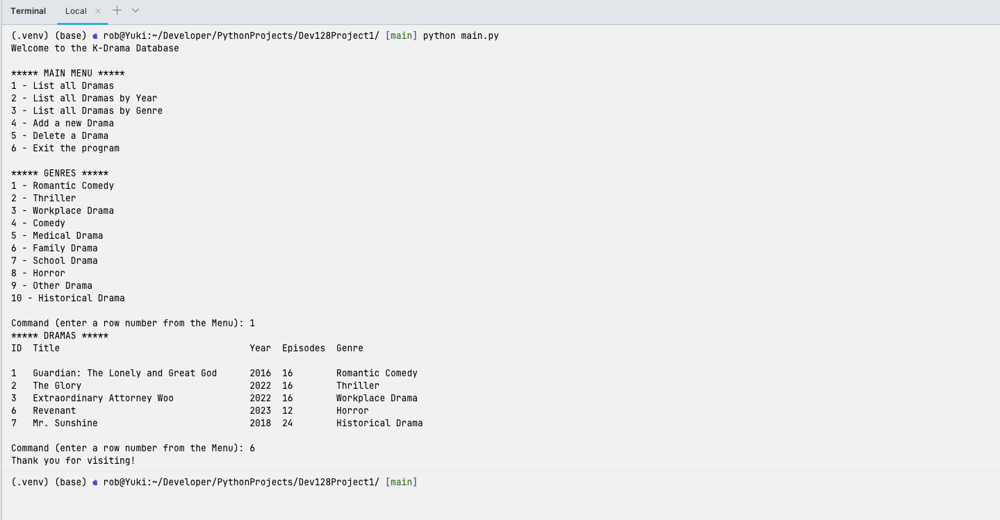 Terminal Local
(.venv) (base) rob@Yuki:~/Developer/PythonProjects/Dev128Project1/ [main] python main.py
Welcome to the K-Drama Database
***** MAIN MENU *****
1 - List all Dramas
2 - List all Dramas by Year
3 - List all Dramas by Genre
4 - Add a new Drama
5 - Delete a Drama
6 - Exit the program
***** GENRES *****
1 - Romantic Comedy
2 - Thriller
3 - Workplace Drama
4 - Comedy
5 - Medical Drama
6 - Family Drama
7 - School Drama
8 - Horror
9 - Other Drama
10 - Historical Drama
Command (enter a row number from the Menu): 1
***** DRAMAS *****
ID  Title                                   Year  Episodes  Genre
1   Guardian: The Lonely and Great God      2016  16        Romantic Comedy
2   The Glory                               2022  16        Thriller
3   Extraordinary Attorney Woo              2022  16        Workplace Drama
6   Revenant                                2023  12        Horror
7   Mr. Sunshine                            2018  24        Historical Drama
Command (enter a row number from the Menu): 6
Thank you for visiting!
(.venv) (base) rob@Yuki:~/Developer/PythonProjects/Dev128Project1/ [main]